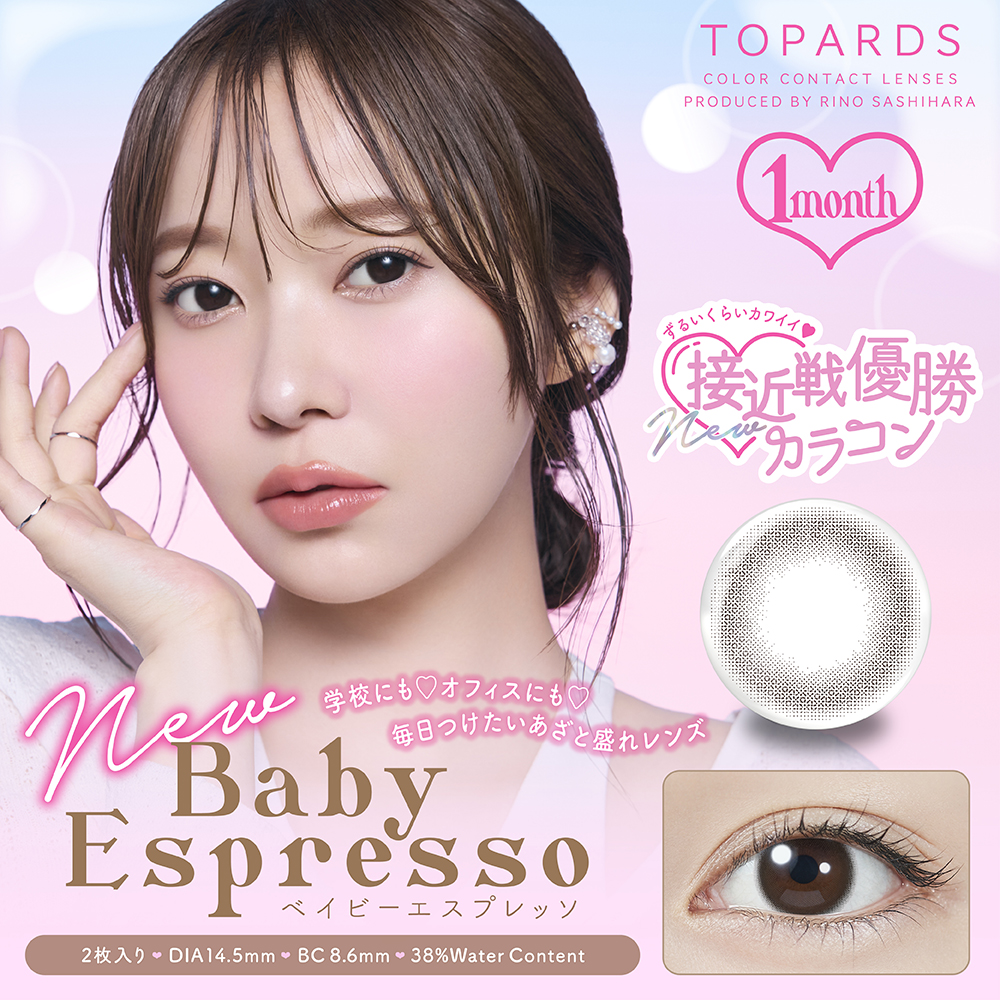 TOPARDS
COLOR CONTACT LENSES
PRODUCED BY RINO SASHIHARA
1month
ずるいくらいカワイイ♥
接近戦優勝
New
カラコン
New
学校にも♡オフィスにも♡
毎日つけたいあざと盛れレンズ
Baby
Espresso
ベイビーエスプレッソ
2枚入り♥DIA14.5mm♥BC 8.6mm♥38%Water Content